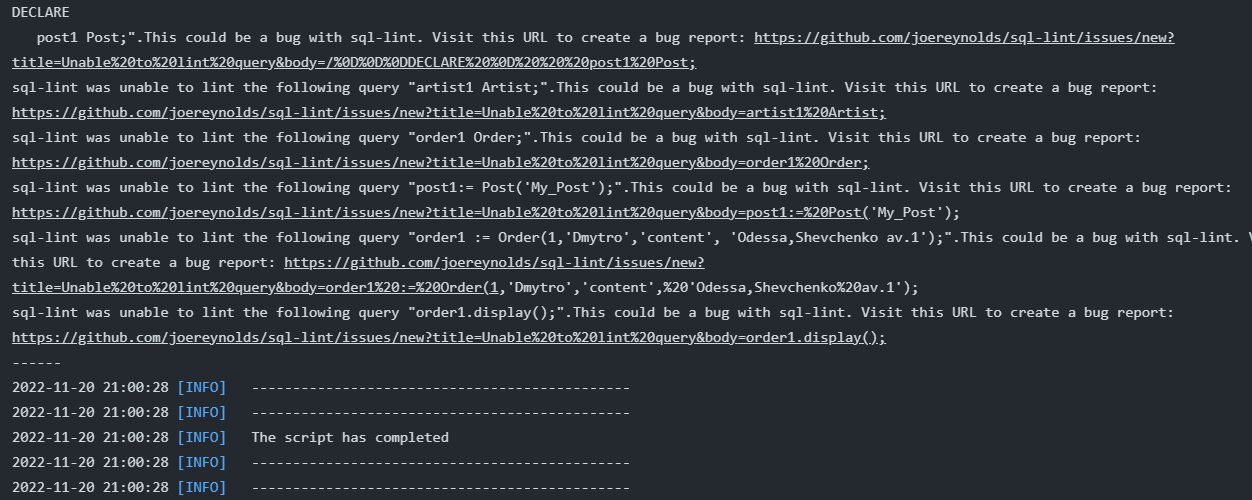 DECLARE
post1 Post;".This could be a bug with sql-lint. Visit this URL to create a bug report: https://github.com/joereynolds/sql-lint/issues/new?
title=Unable%20to%20lint%20query&body=/%0D%0D%0DDECLARE%20%0D%20%20%20post1%20Post;
sql-lint was unable to lint the following query "artist1 Artist;".This could be a bug with sql-lint. Visit this URL to create a bug report:
https://github.com/joereynolds/sql-lint/issues/new?title=Unable%20to%20lint%20query&body=artist1%20Artist;
sql-lint was unable to lint the following query "order1 Order;".This could be a bug with sql-lint. Visit this URL to create a bug report:
https://github.com/joereynolds/sql-lint/issues/new?title=Unable%20to%20lint%20query&body=order1%20Order;
sql-lint was unable to lint the following query "post1:= Post('My_Post');".This could be a bug with sql-lint. Visit this URL to create a bug report:
https://github.com/joereynolds/sql-lint/issues/new?title=Unable%20to%20lint%20query&body=post1:=%20Post('My_Post');
sql-lint was unable to lint the following query "order1 := Order(1,'Dmytro','content', 'Odessa,Shevchenko av.1');".This could be a bug with sql-lint.
this URL to create a bug report: https://github.com/joereynolds/sql-lint/issues/new?
title=Unable%20to%20lint%20query&body=order1%20:=%20Order(1,'Dmytro','content',%20'Odessa,Shevchenko%20av.1');
sql-lint was unable to lint the following query "order1.display();".This could be a bug with sql-lint. Visit this URL to create a bug report:
https://github.com/joereynolds/sql-lint/issues/new?title=Unable%20to%20lint%20query&body=order1.display();
------
2022-11-20 21:00:28 [INFO]   ----------------------------------------------
2022-11-20 21:00:28 [INFO]   ----------------------------------------------
2022-11-20 21:00:28 [INFO]   The script has completed
2022-11-20 21:00:28 [INFO]   ----------------------------------------------
2022-11-20 21:00:28 [INFO]   ----------------------------------------------